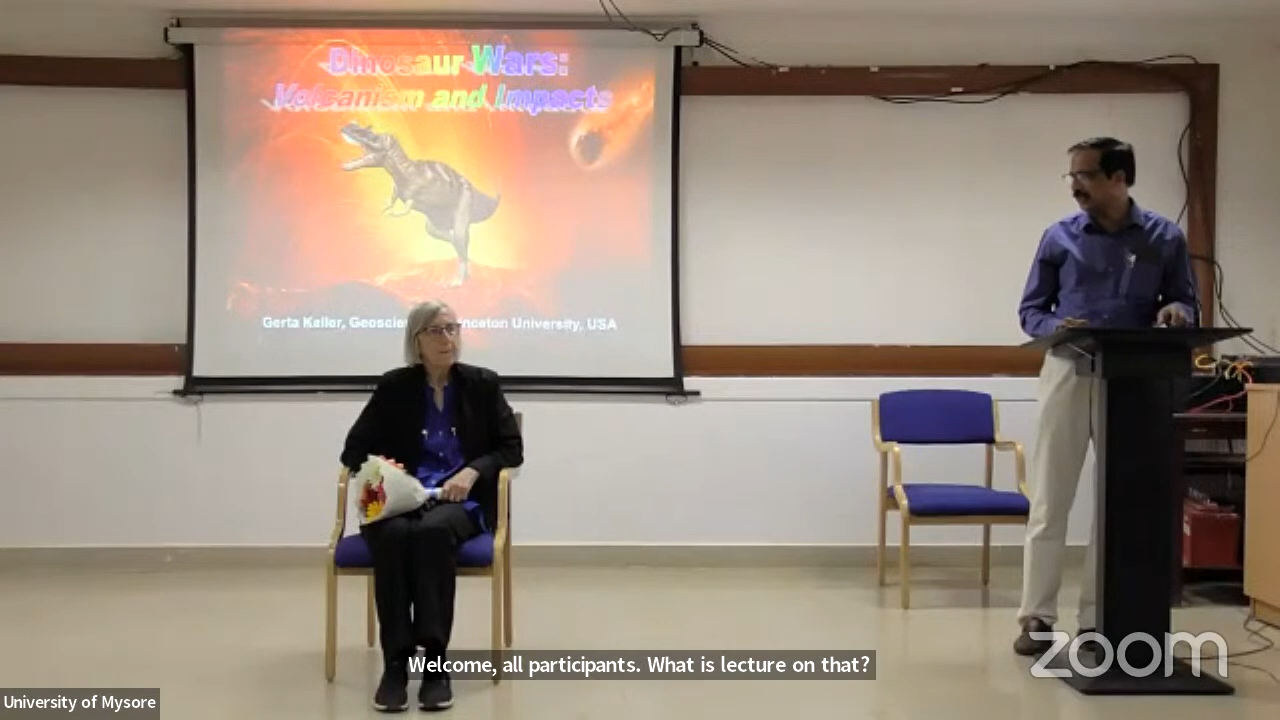 Dinosaur Wars:
Volcanism and Impacts
Gerta Keller, Geoscien nceton University, USA
Welcome, all participants. What is lecture on that?
zoom
University of Mysore